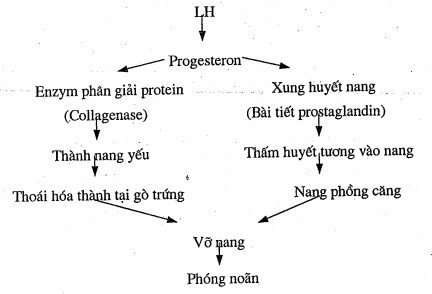 LH
Progesteron
Enzym phân giải protein
Xung huyết nang
(Collagenase)
(Bài tiết prostaglandin)
Thành nang yếu
Thấm huyết tương vào nang
Thoái hóa thành tại gò trứng
Nang phồng căng
Vỡ nang
Phóng noãn